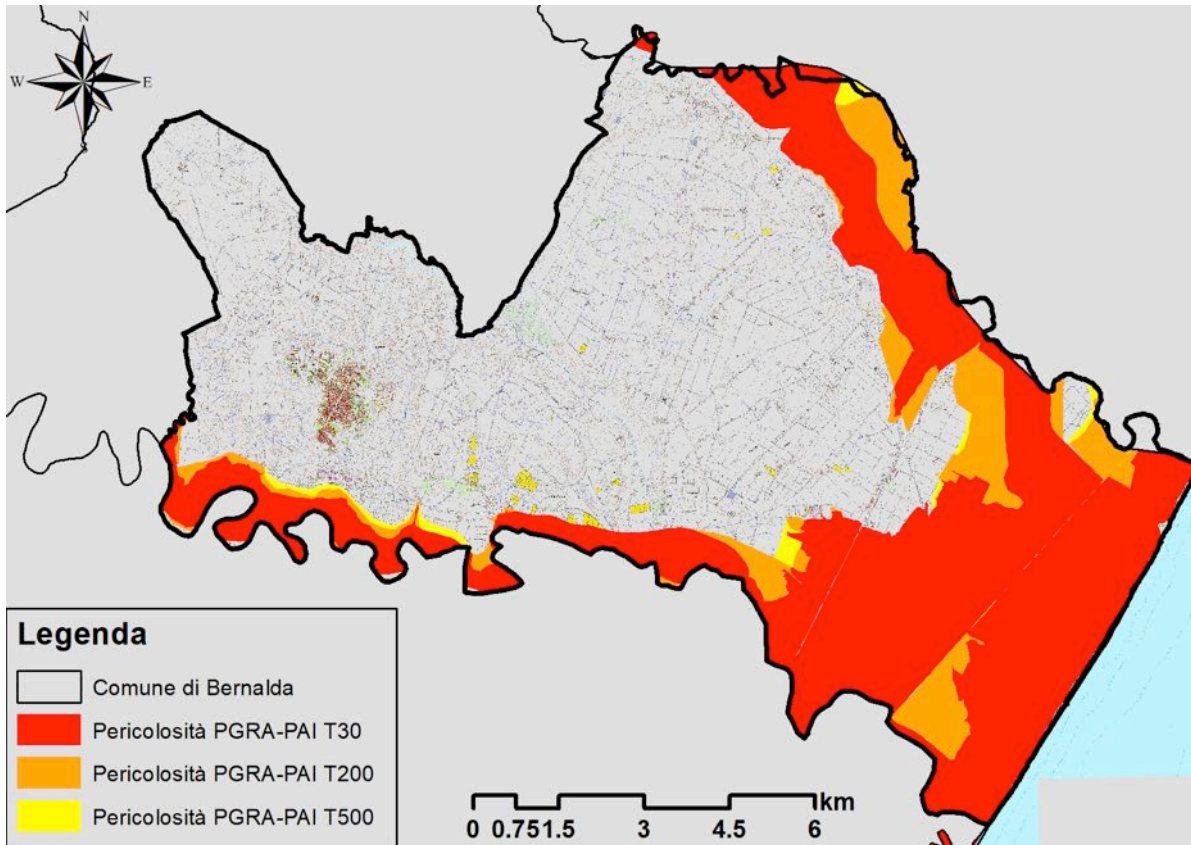 N
W
E
S
Legenda
Comune di Bernalda
Pericolosità PGRA-PAI T30
Pericolosità PGRA-PAI T200
Pericolosità PGRA-PAI T500
km
0 0.751.5 3 4.5 6